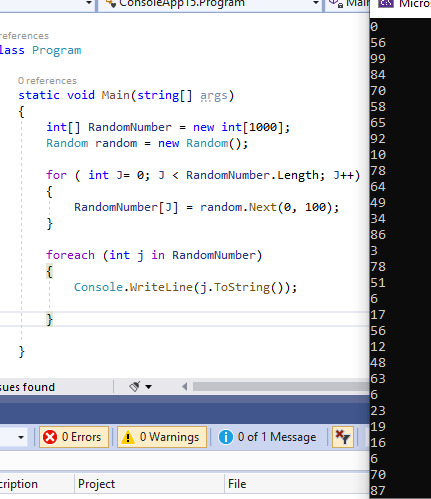 ConsoleApp15.Program
Main
references
lass Program
0 references
static void Main(string[] args)
{
int[] RandomNumber = new int[1000];
Random random = new Random();
for ( int J= 0; J < RandomNumber.Length; J++)
{
RandomNumber[J] = random.Next(0, 100);
}
foreach (int j in RandomNumber)
{
Console.WriteLine(j.ToString());
}
}
sues found
0 Errors
0 Warnings
0 of 1 Message
cription
Project
File
Micros
0
56
99
84
70
58
65
92
10
78
64
49
34
86
3
78
51
6
17
56
12
48
63
6
23
19
16
6
70
87